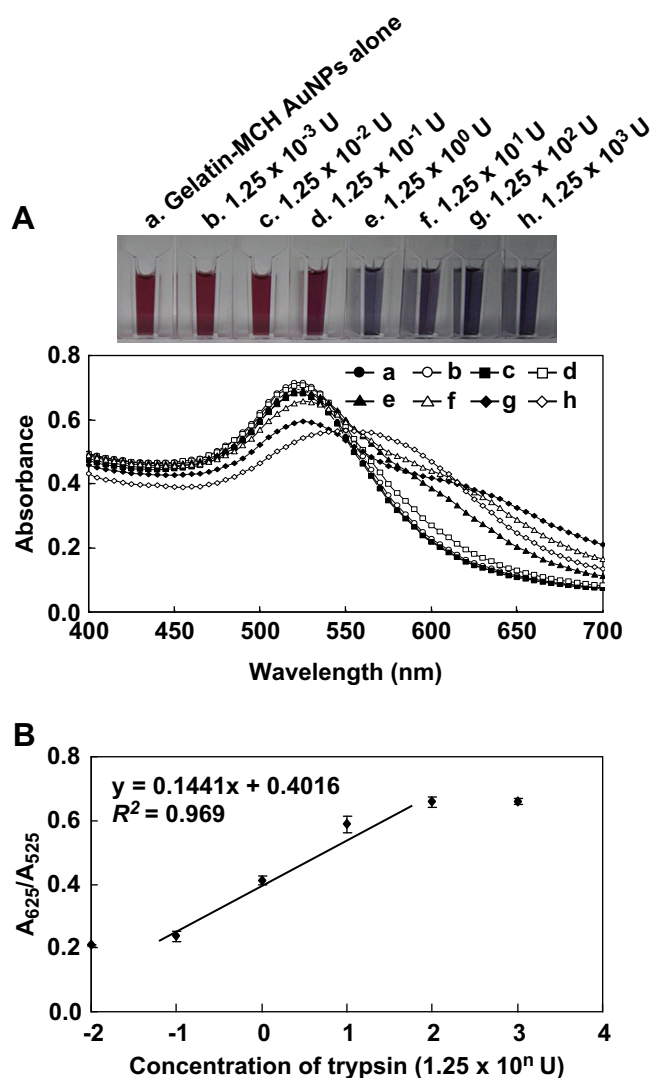 a. Gelatin-MCH AuNPs alone
b. 1.25 x 10⁻³ U
c. 1.25 x 10⁻² U
d. 1.25 x 10⁻¹ U
e. 1.25 x 10⁰ U
f. 1.25 x 10¹ U
g. 1.25 x 10² U
h. 1.25 x 10³ U
A
0.8
0.6
0.4
0.2
0.0
Absorbance
a b c d
e f g h
400 450 500 550 600 650 700
Wavelength (nm)
B
0.8
0.6
0.4
0.2
0.0
A₆₂₅/A₅₂₅
y = 0.1441x + 0.4016
R² = 0.969
-2 -1 0 1 2 3 4
Concentration of trypsin (1.25 x 10ⁿ U)